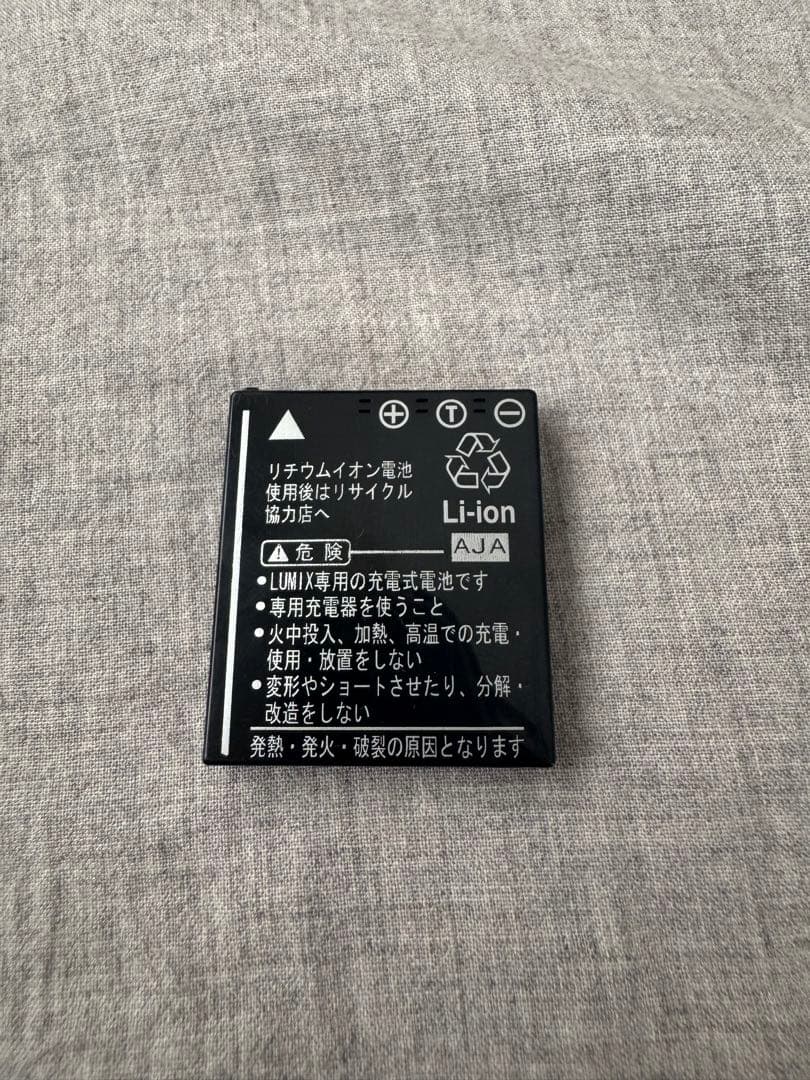 + T −
リチウムイオン電池
使用後はリサイクル
協力店へ
Li-ion
危険
AJA
•LUMIX専用の充電式電池です
•専用充電器を使うこと
•火中投入、加熱、高温での充電・
使用・放置をしない
•変形やショートさせたり、分解・
改造をしない
発熱・発火・破裂の原因となります